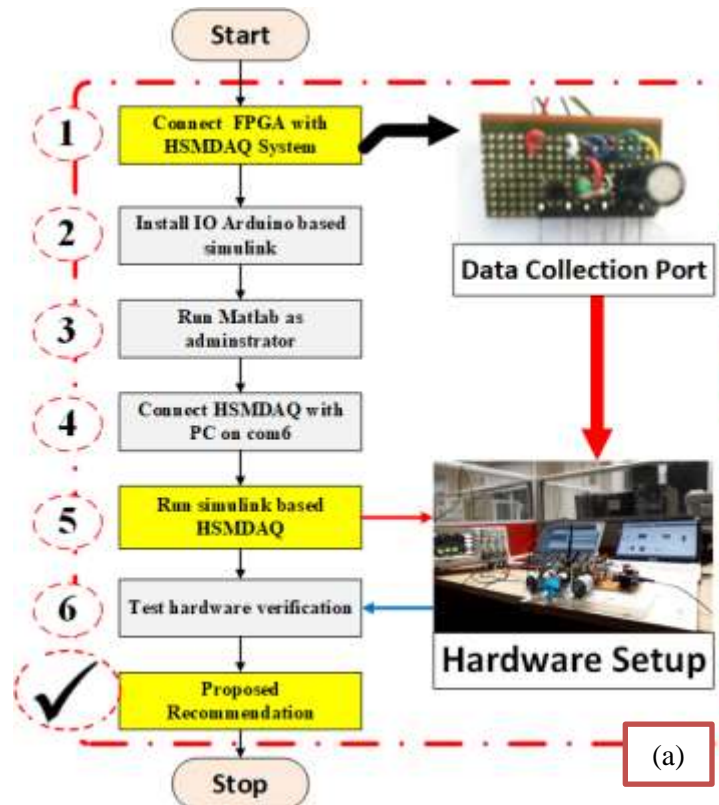 Start
1
Connect FPGA with
HSMDAQ System
2
Install IO Arduino based
simulink
Data Collection Port
3
Run Matlab as
adminstrator
4
Connect HSMDAQ with
PC on com6
5
Run simulink based
HSMDAQ
6
Test hardware verification
Hardware Setup
Proposed
Recommendation
(a)
Stop